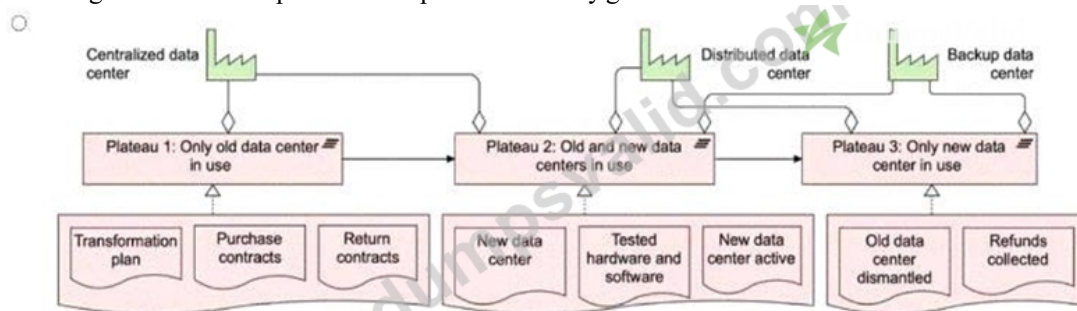 Centralized data
center
Distributed data
center
Backup data
center
Plateau 1: Only old data center
in use
Plateau 2: Old and new data
centers in use
Plateau 3: Only new data
center in use
Transformation
plan
Purchase
contracts
Return
contracts
New data
center
Tested
hardware and
software
New data
center active
Old data
center
dismantled
Refunds
collected
dumpsvalid.com